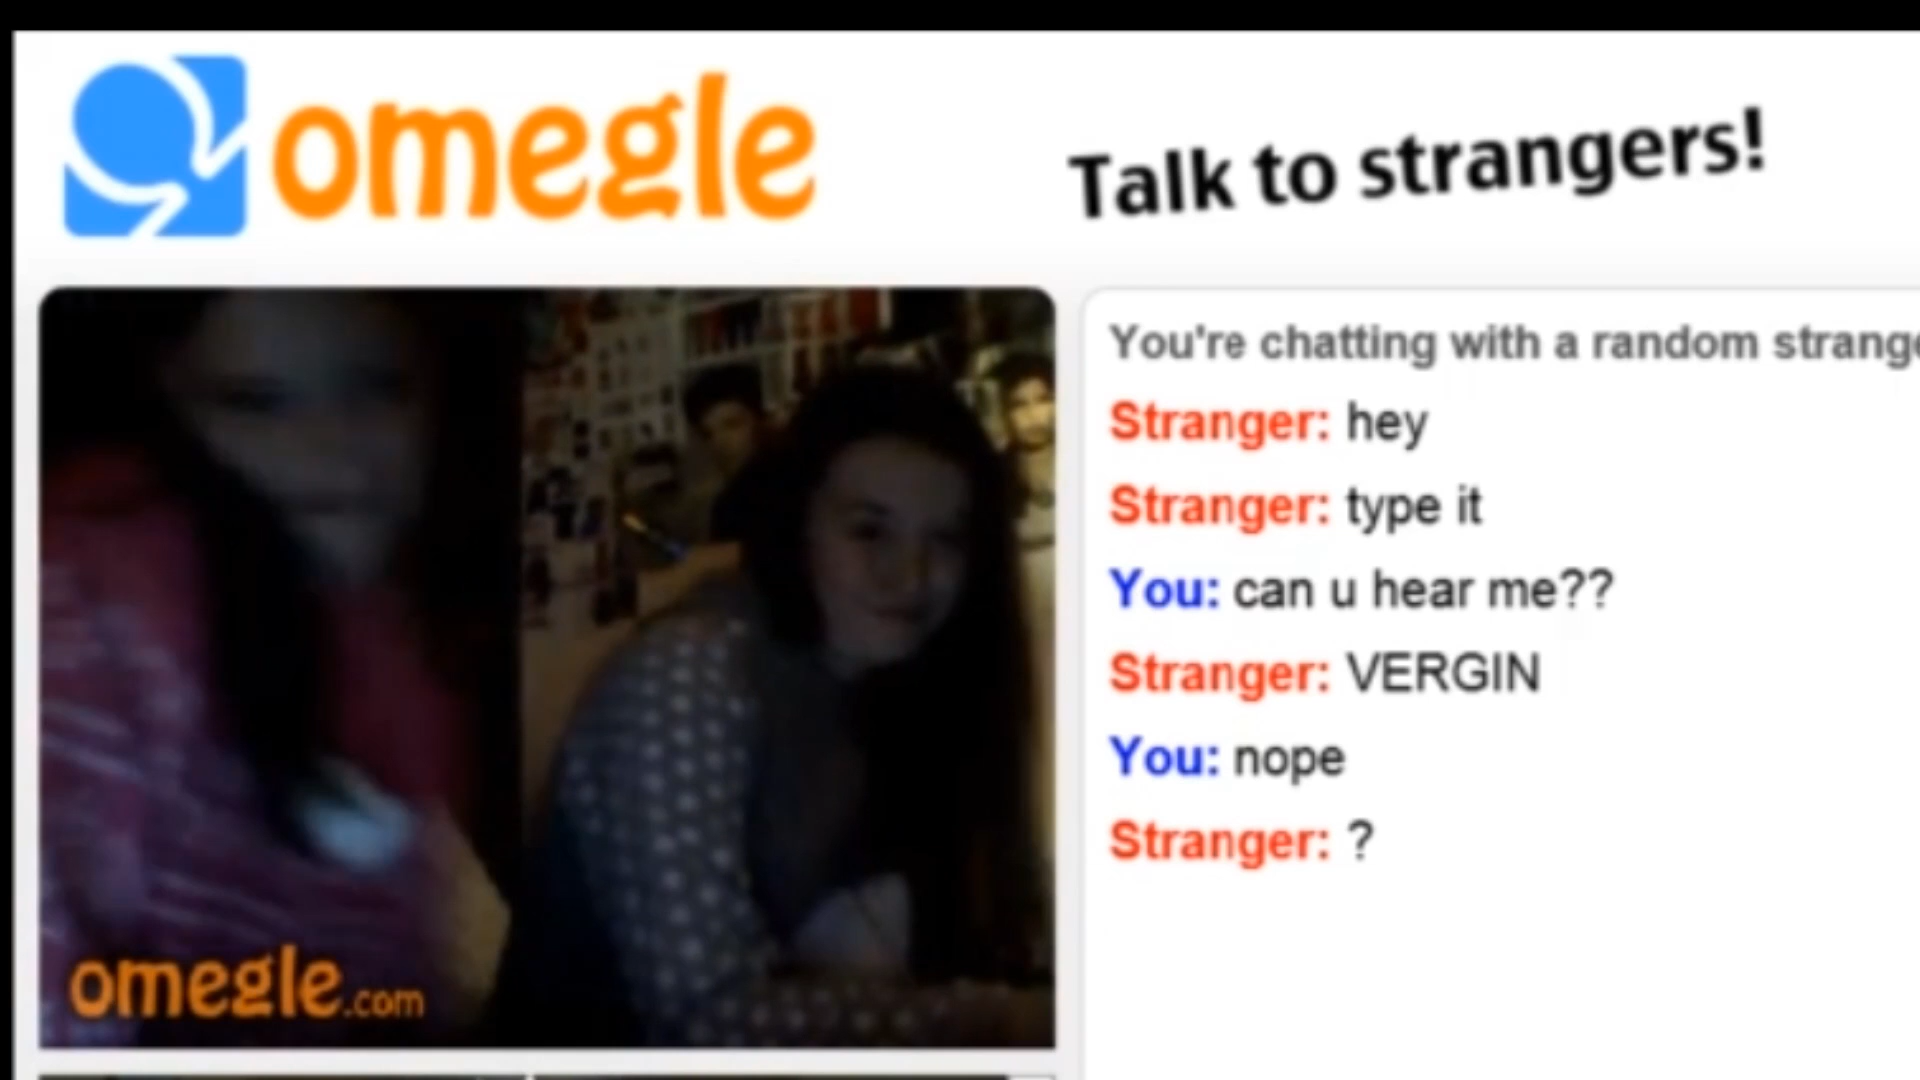 omegle
Talk to strangers!
You're chatting with a random strange
Stranger: hey
Stranger: type it
You: can u hear me??
Stranger: VERGIN
You: nope
Stranger: ?
omegle.com